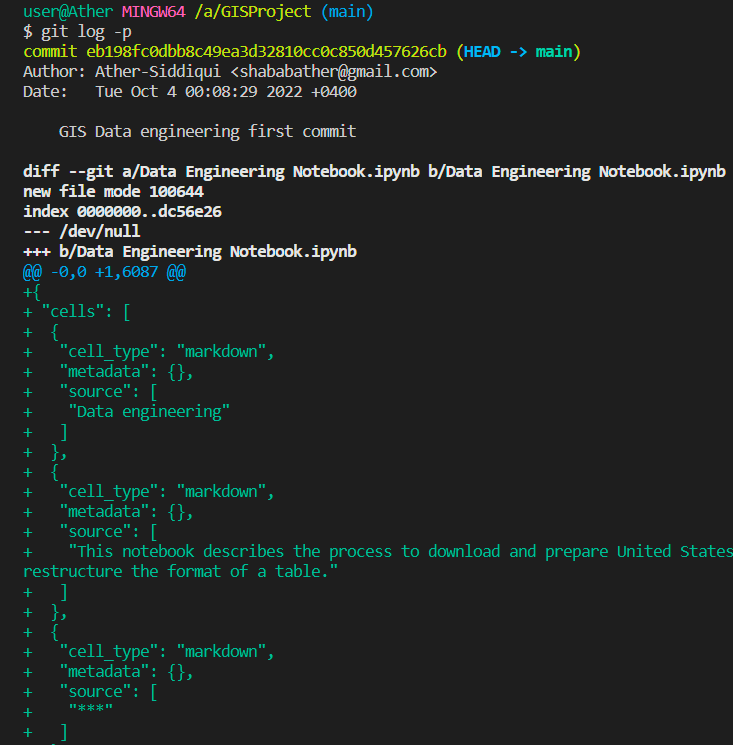 user@Ather MINGW64 /a/GISProject (main)
$ git log -p
commit eb198fc0dbb8c49ea3d32810cc0c850d457626cb (HEAD -> main)
Author: Ather-Siddiqui <shababather@gmail.com>
Date:   Tue Oct 4 00:08:29 2022 +0400

    GIS Data engineering first commit

diff --git a/Data Engineering Notebook.ipynb b/Data Engineering Notebook.ipynb
new file mode 100644
index 0000000..dc56e26
--- /dev/null
+++ b/Data Engineering Notebook.ipynb
@@ -0,0 +1,6087 @@
+{
+ "cells": [
+  {
+   "cell_type": "markdown",
+   "metadata": {},
+   "source": [
+    "Data engineering"
+   ]
+  },
+  {
+   "cell_type": "markdown",
+   "metadata": {},
+   "source": [
+    "This notebook describes the process to download and prepare United States
restructure the format of a table."
+   ]
+  },
+  {
+   "cell_type": "markdown",
+   "metadata": {},
+   "source": [
+    "***"
+   ]